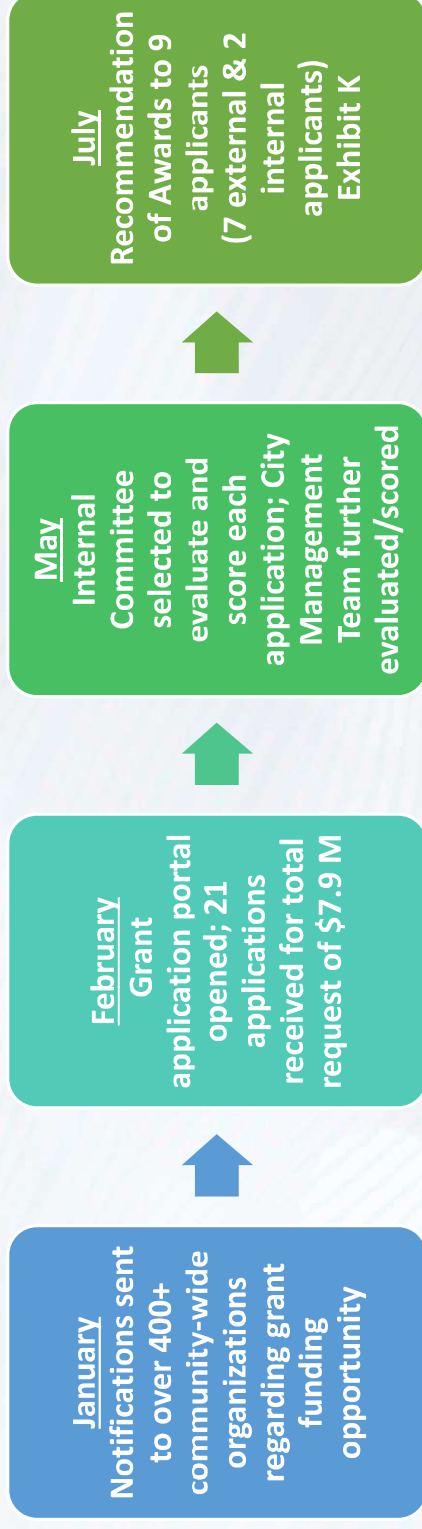 January
Notifications sent
to over 400+
community-wide
organizations
regarding grant
funding
opportunity
February
Grant
application portal
opened; 21
applications
received for total
request of $7.9 M
May
Internal
Committee
selected to
evaluate and
score each
application; City
Management
Team further
evaluated/scored
July
Recommendation
of Awards to 9
applicants
(7 external & 2
internal
applicants)
Exhibit K